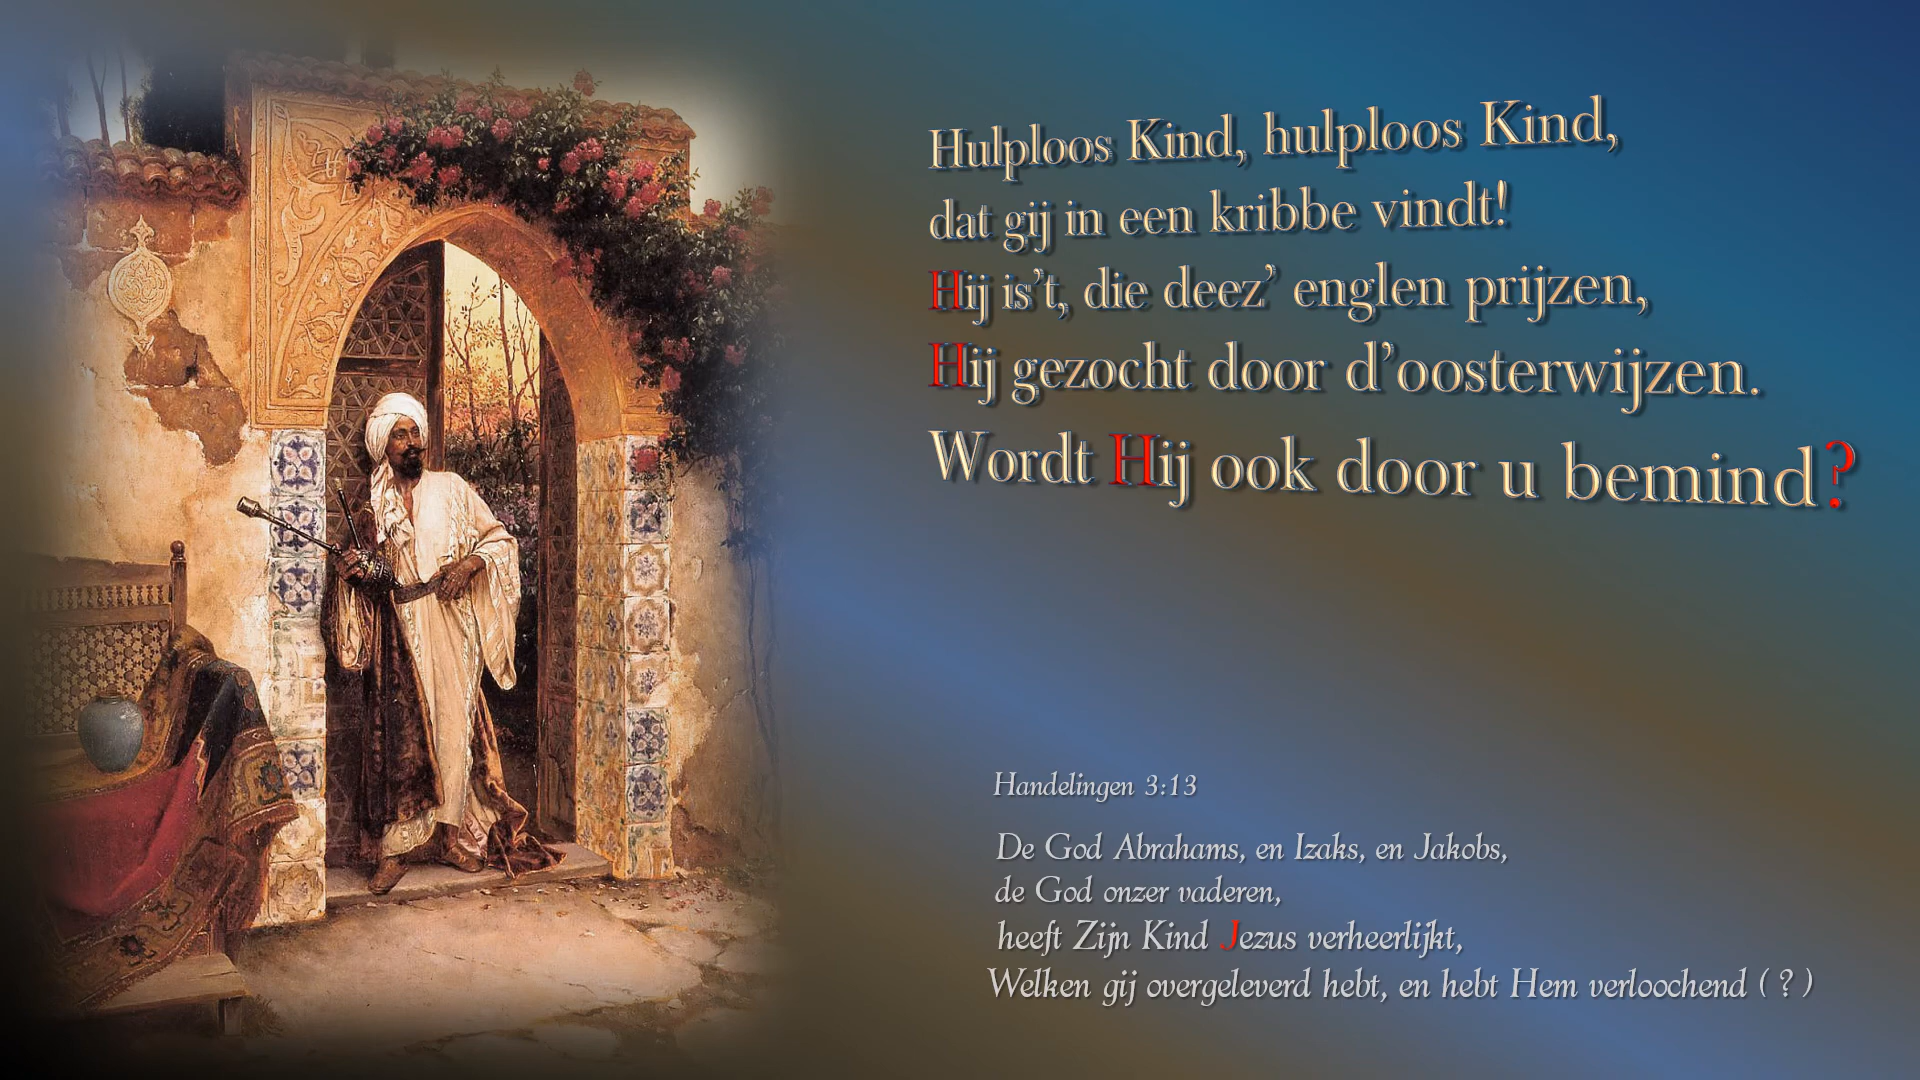 Hulploos Kind, hulploos Kind,
dat gij in een kribbe vindt!
Hij is't, die deez' englen prijzen,
Hij gezocht door d'oosterwijzen.
Wordt Hij ook door u bemind?
Handelingen 3:13
De God Abrahams, en Izaks, en Jakobs,
de God onzer vaderen,
heeft Zijn Kind Jezus verheerlijkt,
Welken gij overgeleverd hebt, en hebt Hem verloochend ( ? )